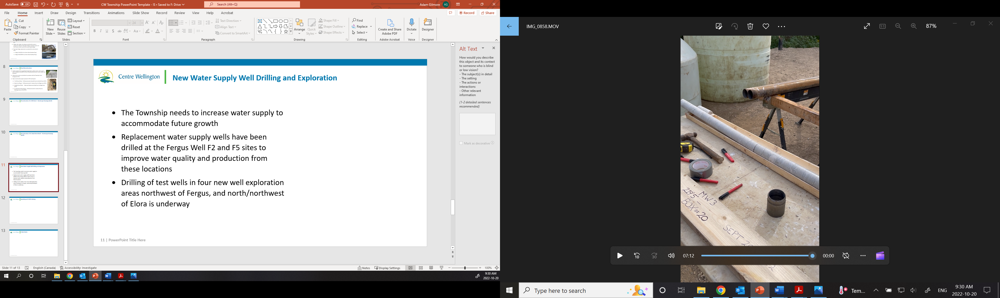 AutoSave Off
CW Township PowerPoint Template - IS • Saved to F: Drive
Search (Alt+Q)
Adam Gilmore
AG
File
Home
Insert
Draw
Design
Transitions
Animations
Slide Show
Record
Review
View
Help
Acrobat
Record
Share
Paste
Cut
Copy
Format Painter
Clipboard
New
Slide
Reuse
Slides
Layout
Reset
Section
Slides
24
Font
Paragraph
Text Direction
Align Text
Convert to SmartArt
Arrange
Quick
Styles
Shape Fill
Shape Outline
Shape Effects
Drawing
Find
Replace
Select
Editing
Create and Share
Adobe PDF
Adobe Acrobat
Dictate
Voice
Designer
Designer
8
9
10
11
12
13
Centre Wellington
New Water Supply Well Drilling and Exploration
• The Township needs to increase water supply to
accommodate future growth
• Replacement water supply wells have been
drilled at the Fergus Well F2 and F5 sites to
improve water quality and production from
these locations
• Drilling of test wells in four new well exploration
areas northwest of Fergus, and north/northwest
of Elora is underway
11 | PowerPoint Title Here
Alt Text
How would you describe
this object and its context
to someone who is blind
or low vision?
- The subject(s) in detail
- The setting
- The actions or
interactions
- Other relevant
information
(1-2 detailed sentences
recommended)
Mark as decorative
Slide 11 of 13
English (Canada)
Accessibility: Investigate
Notes
Display Settings
100%
9:30 AM
2022-10-20
IMG_0858.MOV
87%
MW3
219'5" –
BOX#20
SEPT
07:12
00:00
10
30
Type here to search
Tem...
ENG
9:30 AM
2022-10-20